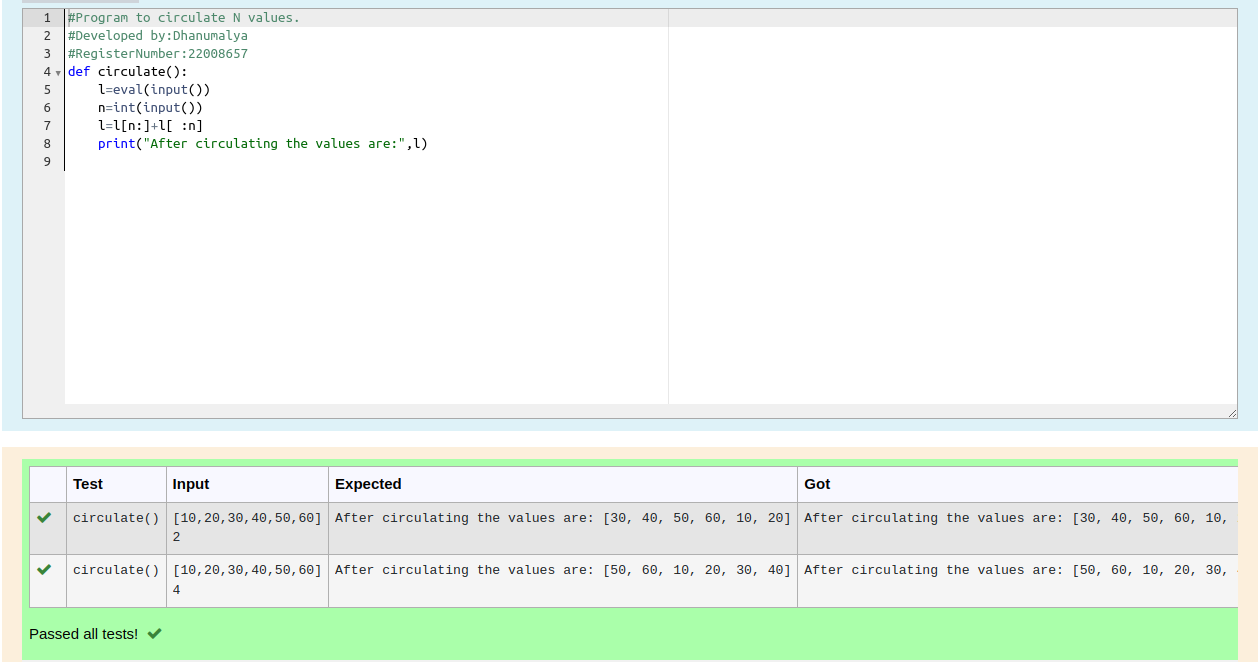 1 #Program to circulate N values.
2 #Developed by:Dhanumalya
3 #RegisterNumber:22008657
4 def circulate():
5     l=eval(input())
6     n=int(input())
7     l=l[n:]+l[ :n]
8     print("After circulating the values are:",l)
9
Test Input Expected Got
circulate() [10,20,30,40,50,60] After circulating the values are: [30, 40, 50, 60, 10, 20] After circulating the values are: [30, 40, 50, 60, 10,
2
circulate() [10,20,30,40,50,60] After circulating the values are: [50, 60, 10, 20, 30, 40] After circulating the values are: [50, 60, 10, 20, 30,
4
Passed all tests!